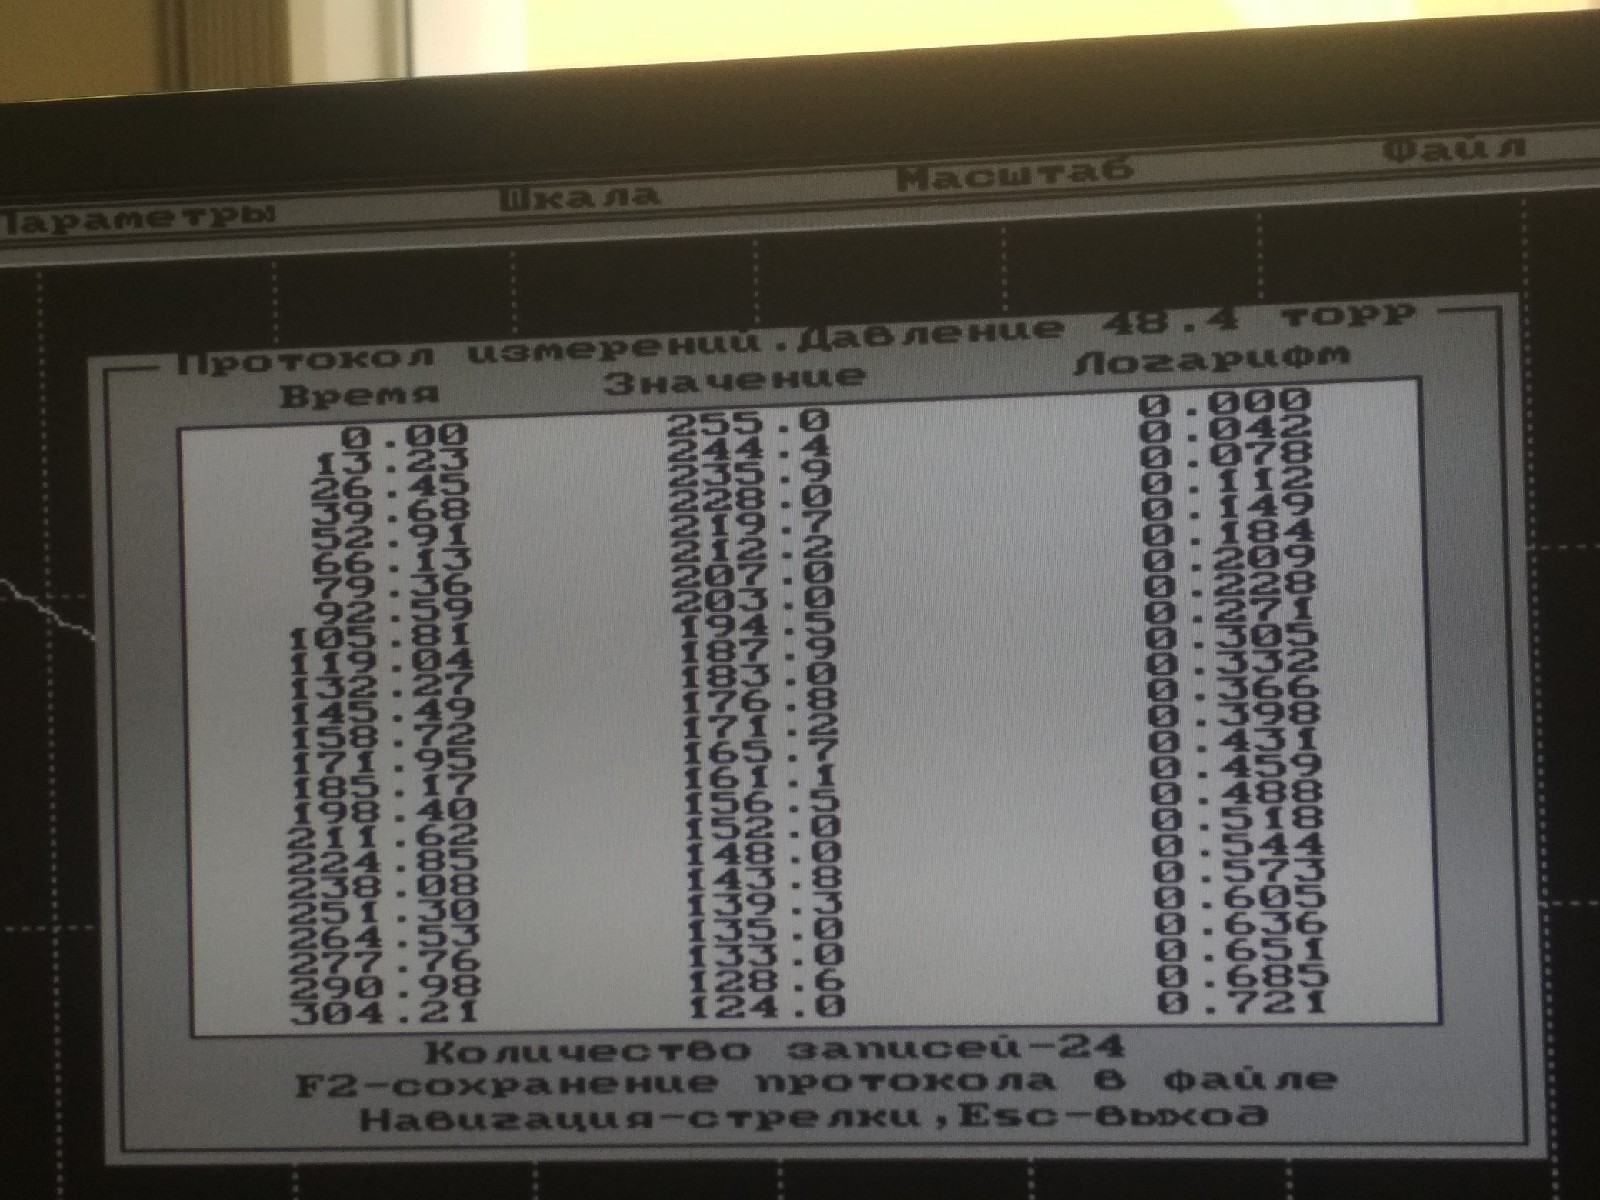 Параметры Шкала Масштаб Файл
Протокол измерений.Давление 48.4 торр
Время Значение Логарифм
0.00 255.0 0.000
13.23 244.4 0.042
26.45 235.9 0.078
39.68 228.0 0.112
52.91 219.7 0.149
66.13 212.2 0.184
79.36 207.0 0.209
92.59 203.0 0.228
105.81 194.5 0.271
119.04 187.9 0.305
132.27 183.0 0.332
145.49 176.8 0.366
158.72 171.2 0.398
171.95 165.7 0.431
185.17 161.1 0.459
198.40 156.5 0.488
211.62 152.0 0.518
224.85 148.0 0.544
238.08 143.8 0.573
251.30 139.3 0.605
264.53 135.0 0.636
277.76 133.0 0.651
290.98 128.6 0.685
304.21 124.0 0.721
Количество записей-24
F2-сохранение протокола в файле
Навигация-стрелки,Esc-выход